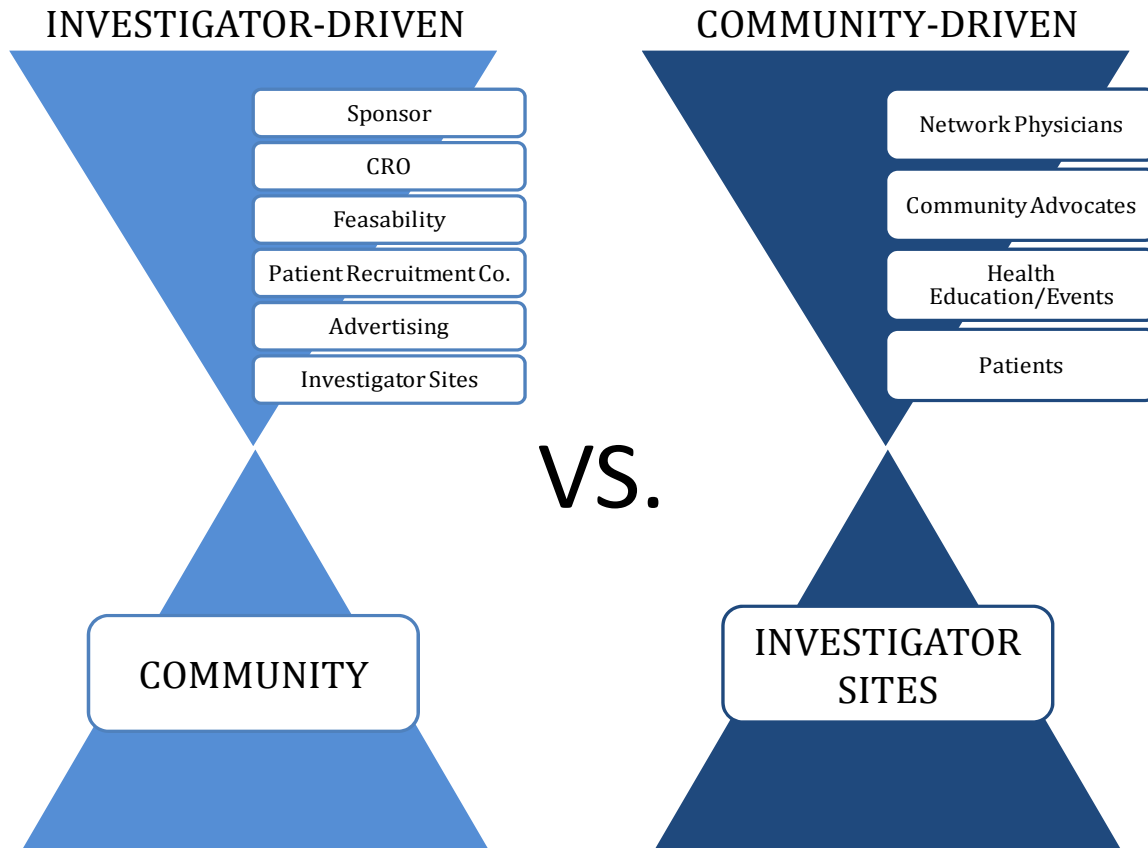 INVESTIGATOR-DRIVEN
Sponsor
CRO
Feasability
Patient Recruitment Co.
Advertising
Investigator Sites
COMMUNITY
VS.
COMMUNITY-DRIVEN
Network Physicians
Community Advocates
Health
Education/Events
Patients
INVESTIGATOR
SITES